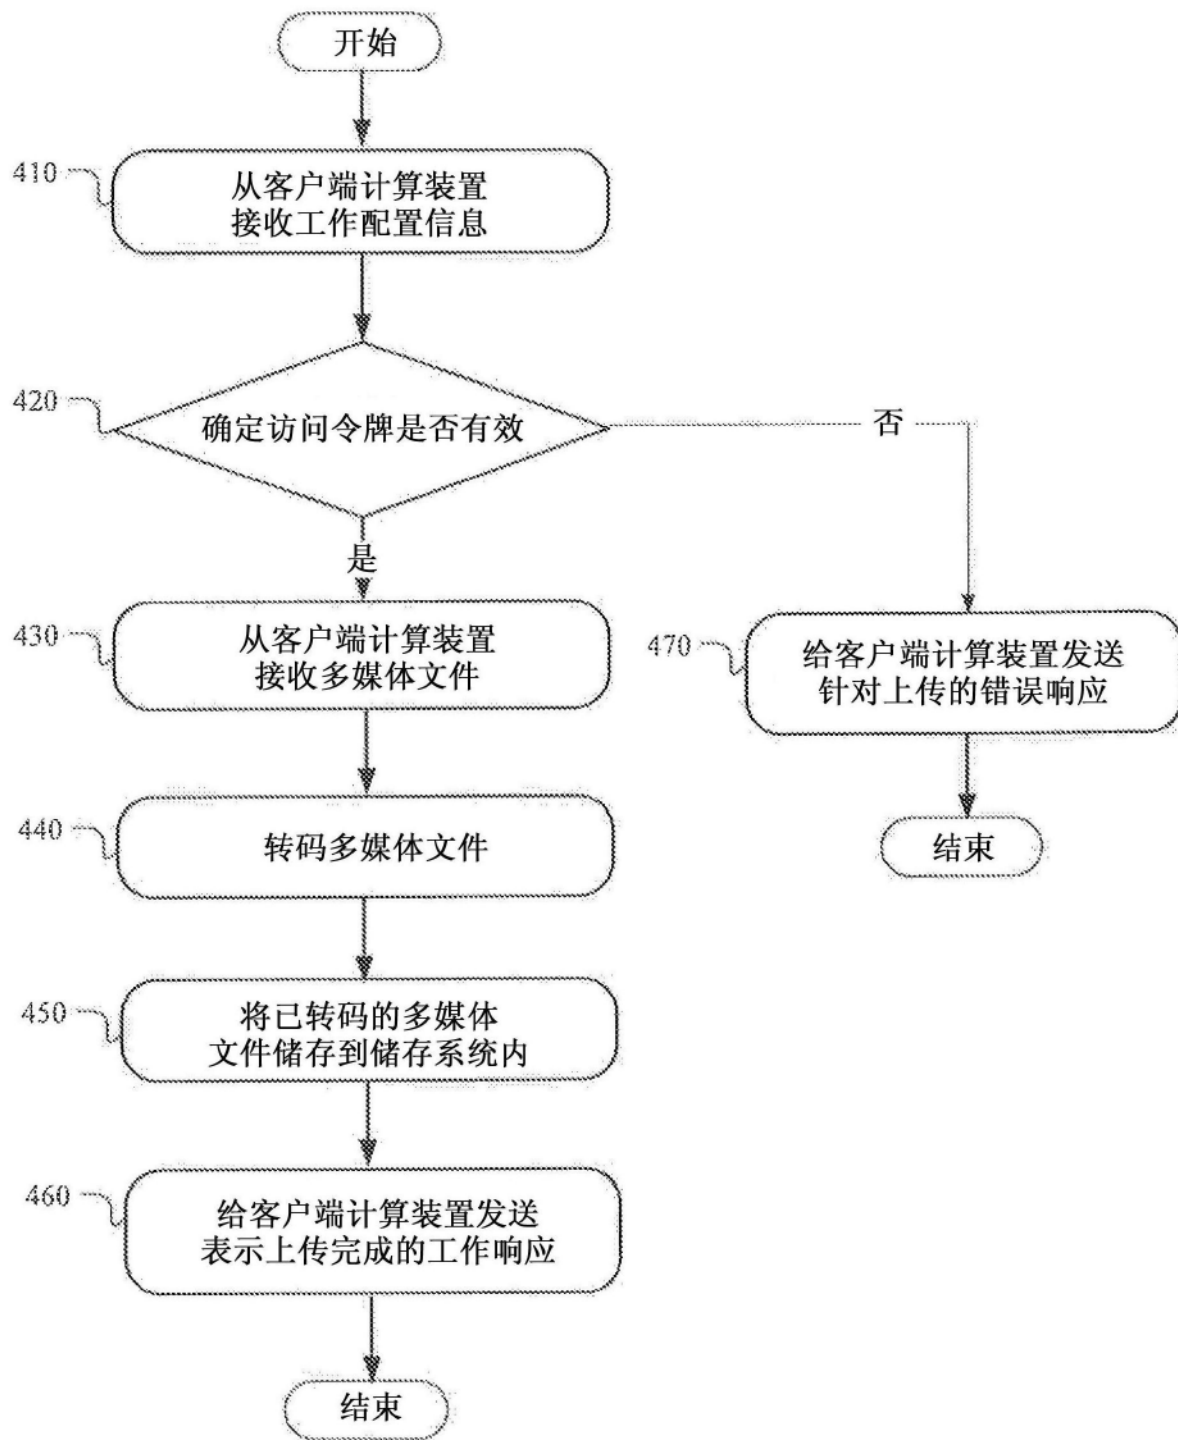 开始
410
从客户端计算装置
接收工作配置信息
420
确定访问令牌是否有效
否
是
430
从客户端计算装置
接收多媒体文件
470
给客户端计算装置发送
针对上传的错误响应
440
转码多媒体文件
结束
450
将已转码的多媒体
文件储存到储存系统内
460
给客户端计算装置发送
表示上传完成的工作响应
结束